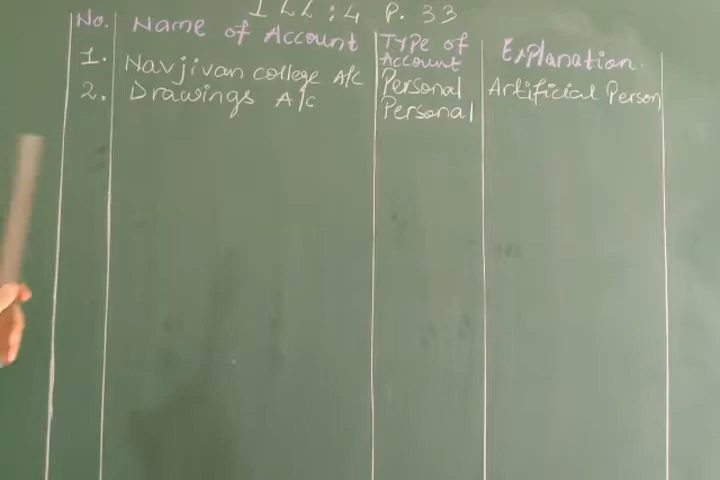 ILL:4 P. 33
No. Name of Account Type of Account Explanation.
1. Navjivan college A/c Personal Artificial Person
2. Drawings A/c Personal